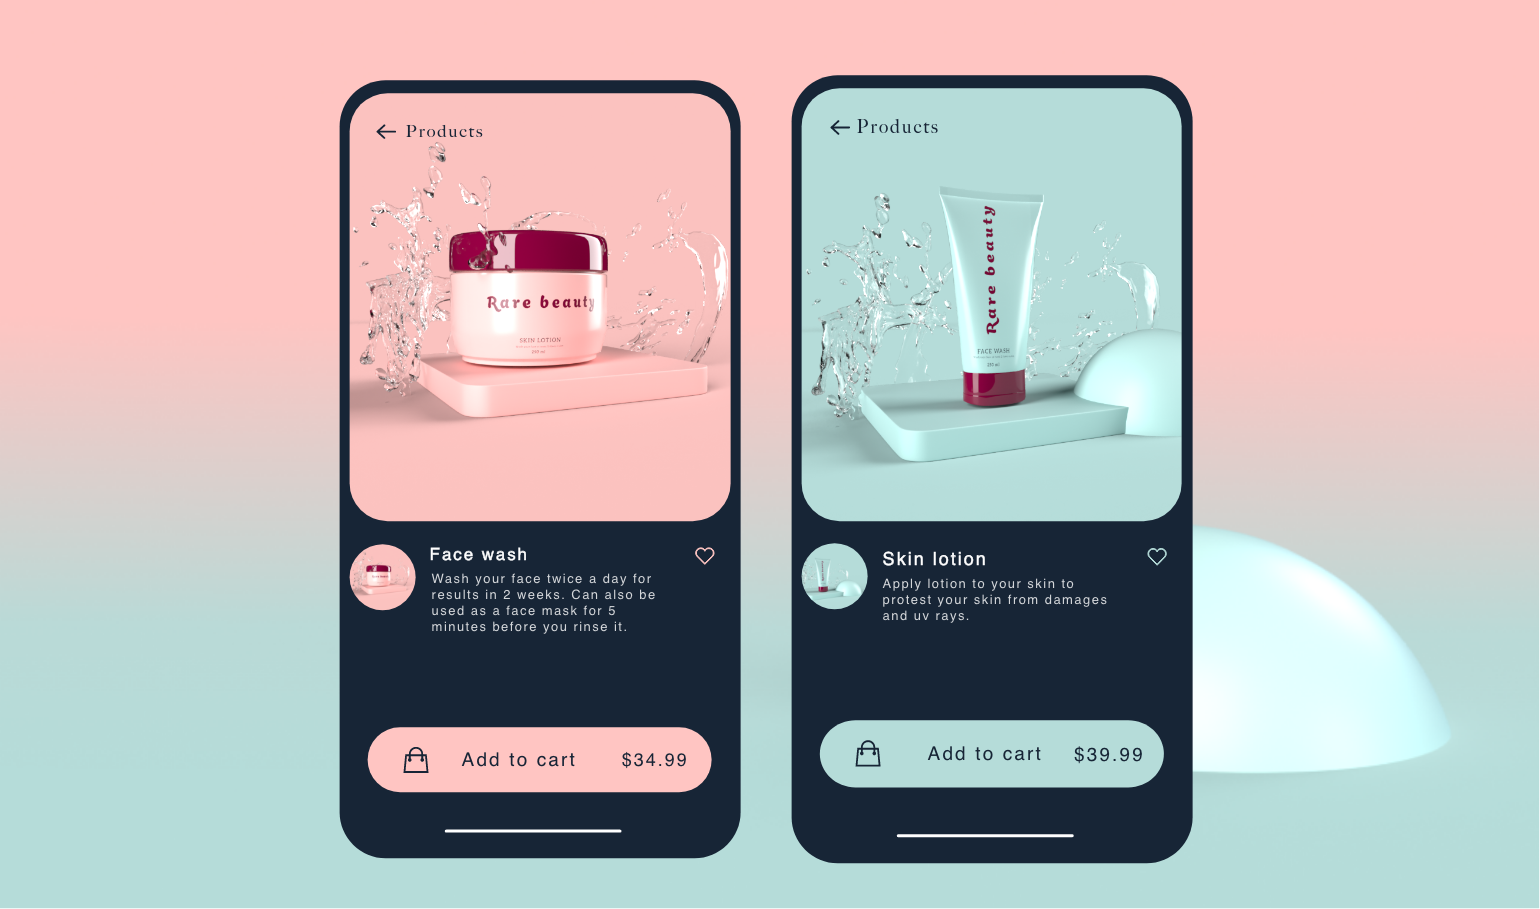 Products
Rare beauty
SKIN LOTION
Face wash
Wash your face twice a day for
results in 2 weeks. Can also be
used as a face mask for 5
minutes before you rinse it.
Add to cart $34.99
Products
Rare beauty
FACE WASH
Skin lotion
Apply lotion to your skin to
protest your skin from damages
and uv rays.
Add to cart $39.99